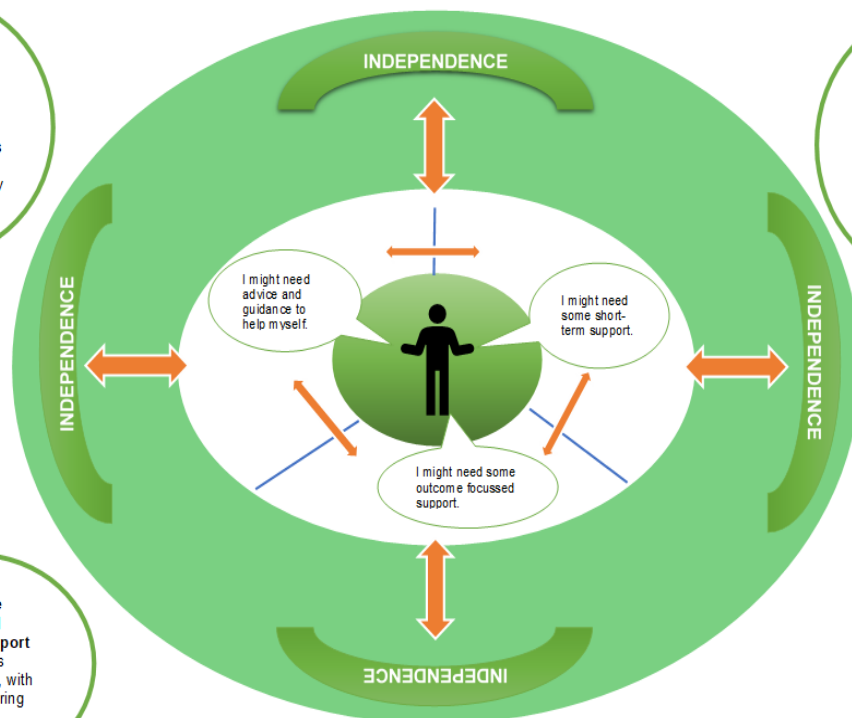 INDEPENDENCE
s
y
INDEPENDENCE
I might need
advice and
guidance to
help myself.
I might need
some short-
term support.
INDEPENDENCE
I might need some
outcome focussed
support.
e
port
s
, with
ring
INDEPENDENCE